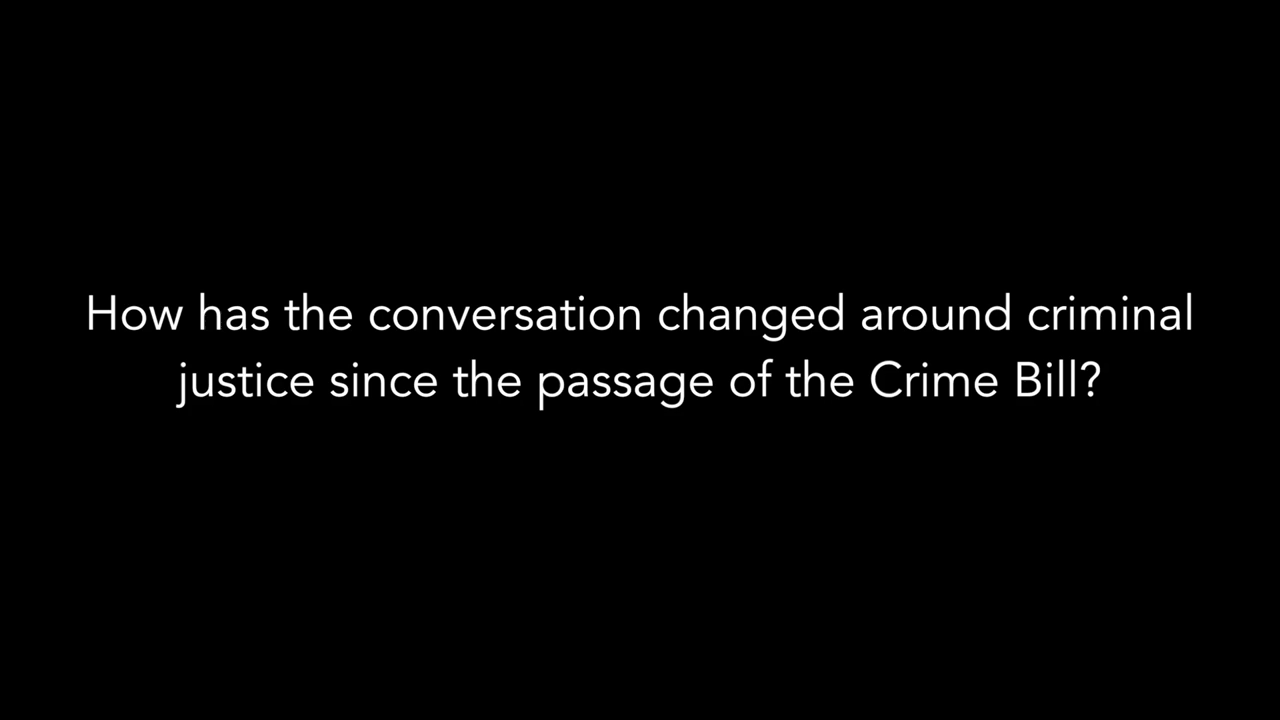 How has the conversation changed around criminal
justice since the passage of the Crime Bill?